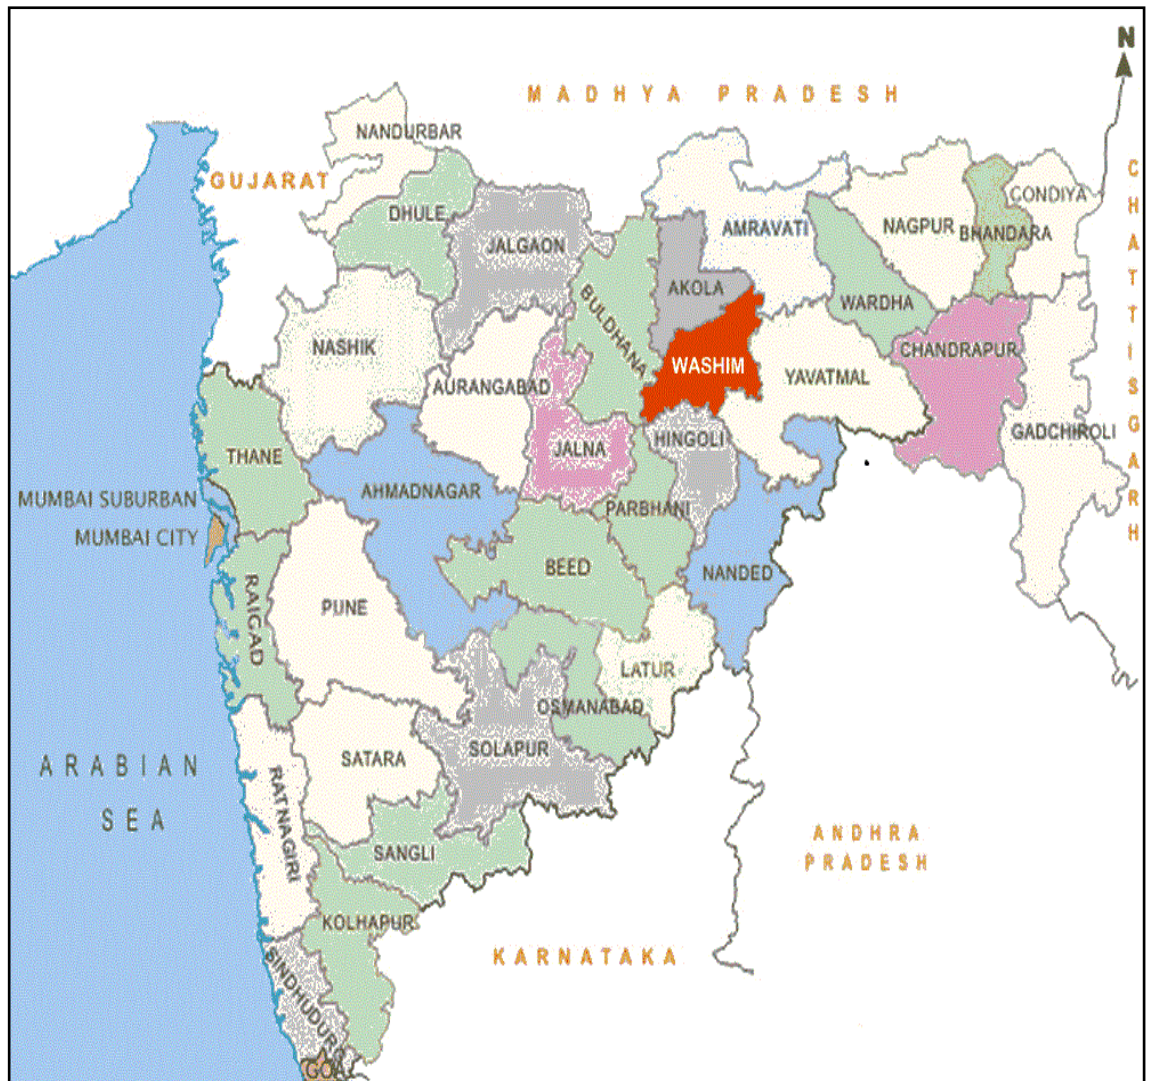 N
MADHYA PRADESH
NANDURBAR
GUJARAT
CHATTISGARH
DHULE
JALGAON
AMRAVATI
NAGPUR
BHANDARA
GONDIYA
AKOLA
BULDHANA
WARDHA
NASHIK
AURANGABAD
WASHIM
YAVATMAL
CHANDRAPUR
GADCHIROLI
THANE
AHMADNAGAR
JALNA
HINGOLI
MUMBAI SUBURBAN
MUMBAI CITY
PARBHANI
BEED
NANDED
RAIGAD
PUNE
LATUR
OSMANABAD
SOLAPUR
SATARA
ARABIAN
SEA
RATNAGIRI
SANGLI
ANDHRA
PRADESH
KOLHAPUR
KARNATAKA
SINDHUDURG
GOA